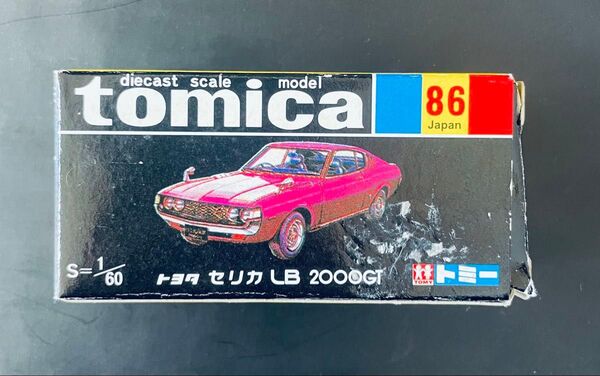 diecast scale model
tomica
86
Japan
S=1/60
トヨタ セリカ LB 2000GT
TOMY
トミー